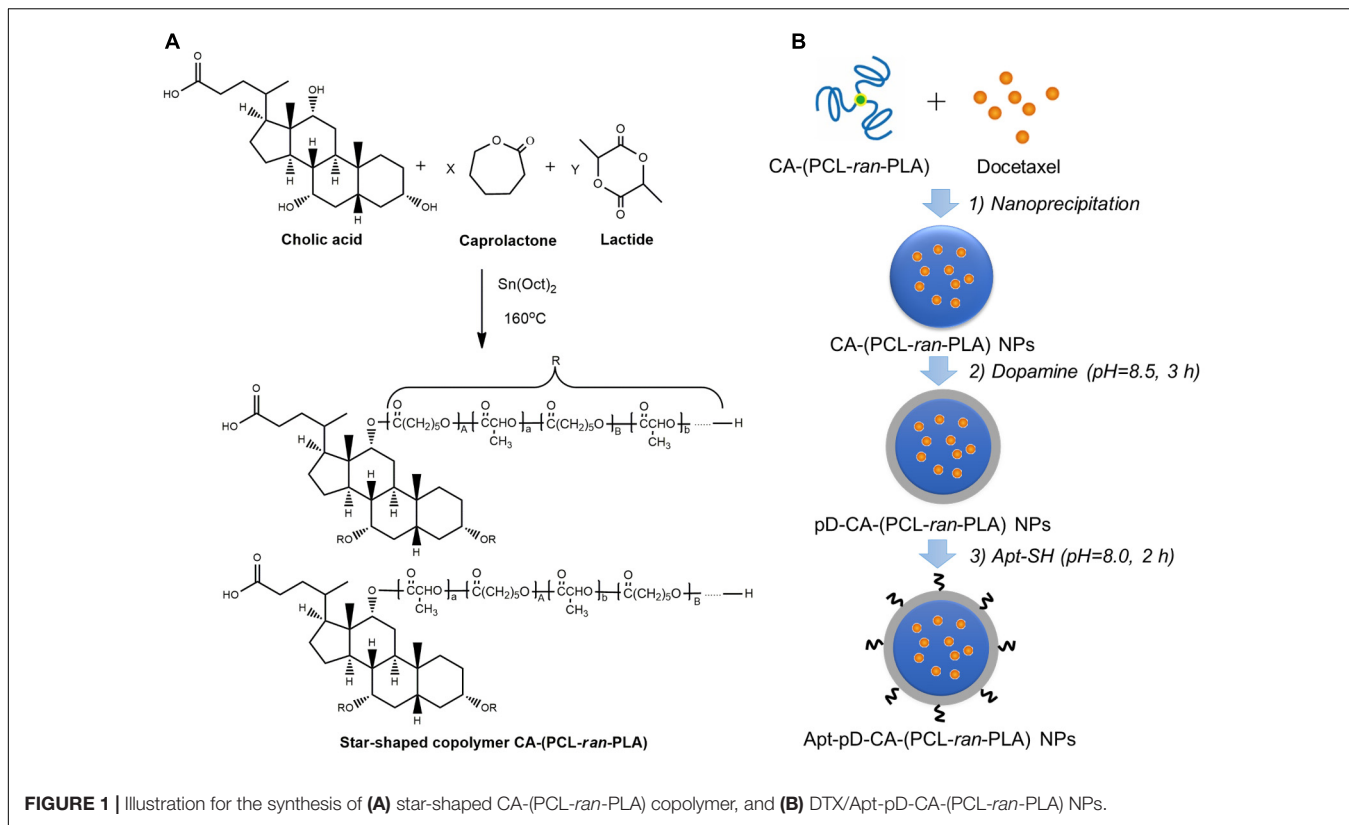 A
O
HO
OH
H
H
H
H
HO
OH
H
Cholic acid
+
X
O
O
Caprolactone
+
Y
O
O
O
O
Lactide
Sn(Oct)2
160°C
R
O
HO
O
O
C(CH2)5O
A
O
CHO
CH3
a
O
C(CH2)5O
B
O
CHO
CH3
b
......
H
H
H
H
H
RO
OR
H
O
HO
O
O
CHO
CH3
a
O
C(CH2)5O
A
O
CHO
CH3
b
O
C(CH2)5O
B
......
H
H
H
H
H
RO
OR
H
Star-shaped copolymer CA-(PCL-ran-PLA)
B
+
CA-(PCL-ran-PLA)
Docetaxel
1) Nanoprecipitation
CA-(PCL-ran-PLA) NPs
2) Dopamine (pH=8.5, 3 h)
pD-CA-(PCL-ran-PLA) NPs
3) Apt-SH (pH=8.0, 2 h)
Apt-pD-CA-(PCL-ran-PLA) NPs
FIGURE 1 | Illustration for the synthesis of (A) star-shaped CA-(PCL-ran-PLA) copolymer, and (B) DTX/Apt-pD-CA-(PCL-ran-PLA) NPs.